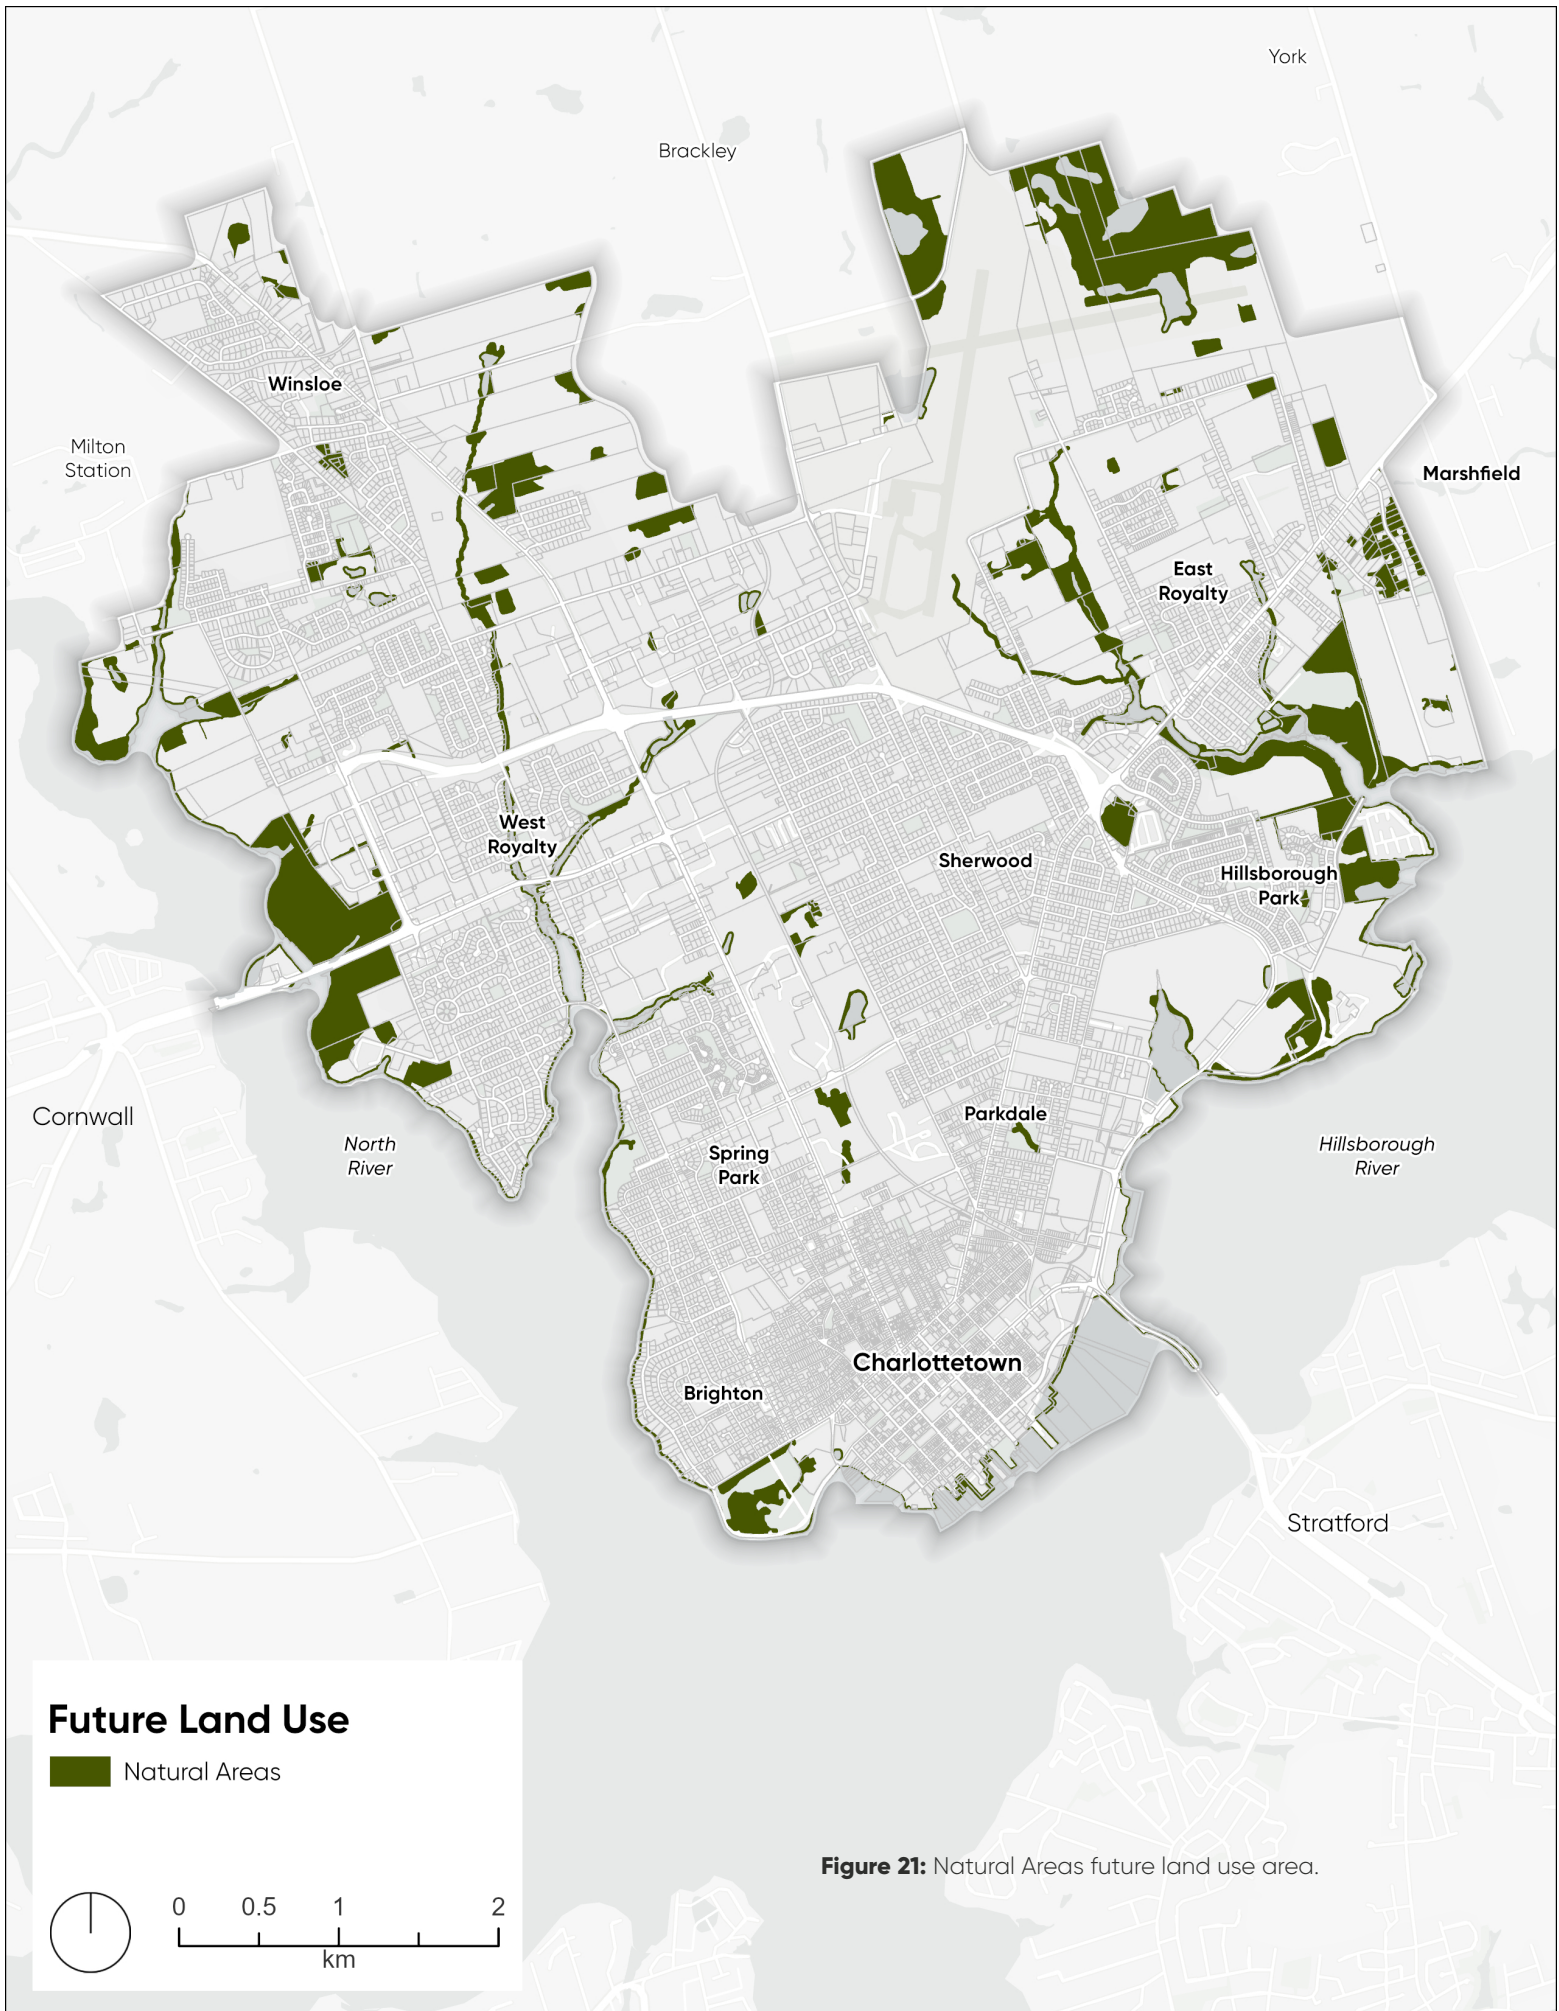 York
Brackley
Winsloe
Milton
Station
Marshfield
East
Royalty
West
Royalty
Sherwood
Hillsborough
Park
Cornwall
North
River
Parkdale
Hillsborough
River
Spring
Park
Charlottetown
Brighton
Stratford
Future Land Use
Natural Areas
Figure 21: Natural Areas future land use area.
0 0.5 1 2
km